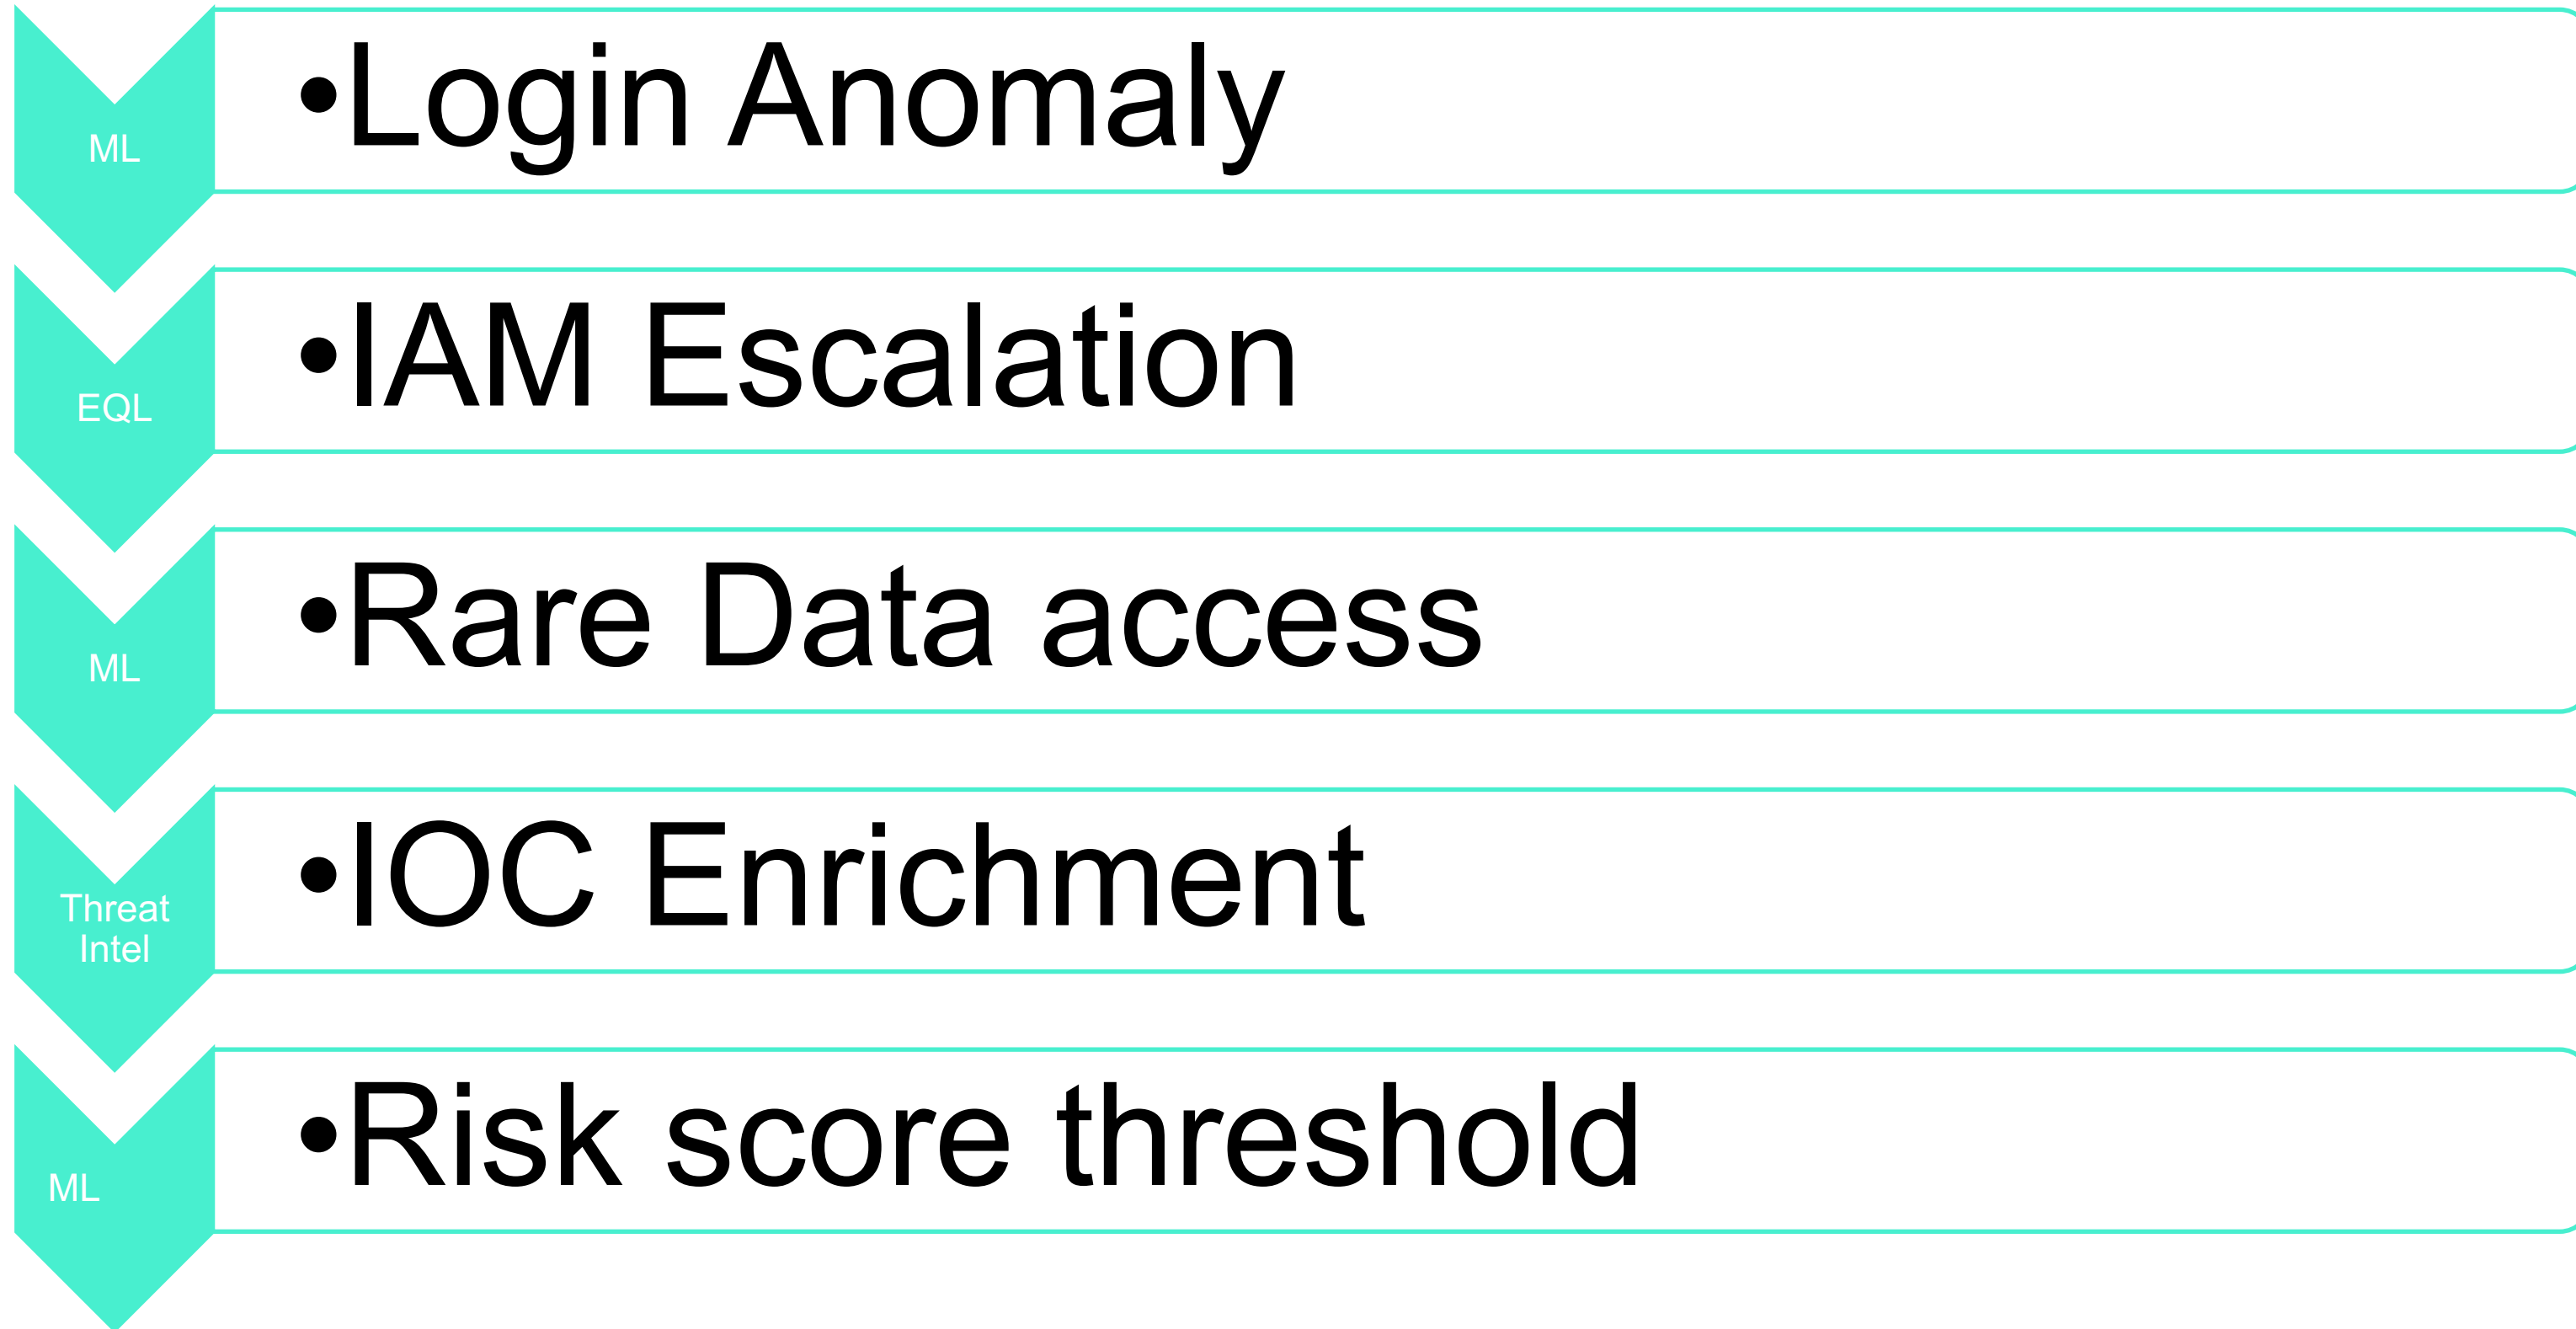 ML
•Login Anomaly
EQL
•IAM Escalation
ML
•Rare Data access
Threat
Intel
•IOC Enrichment
ML
•Risk score threshold